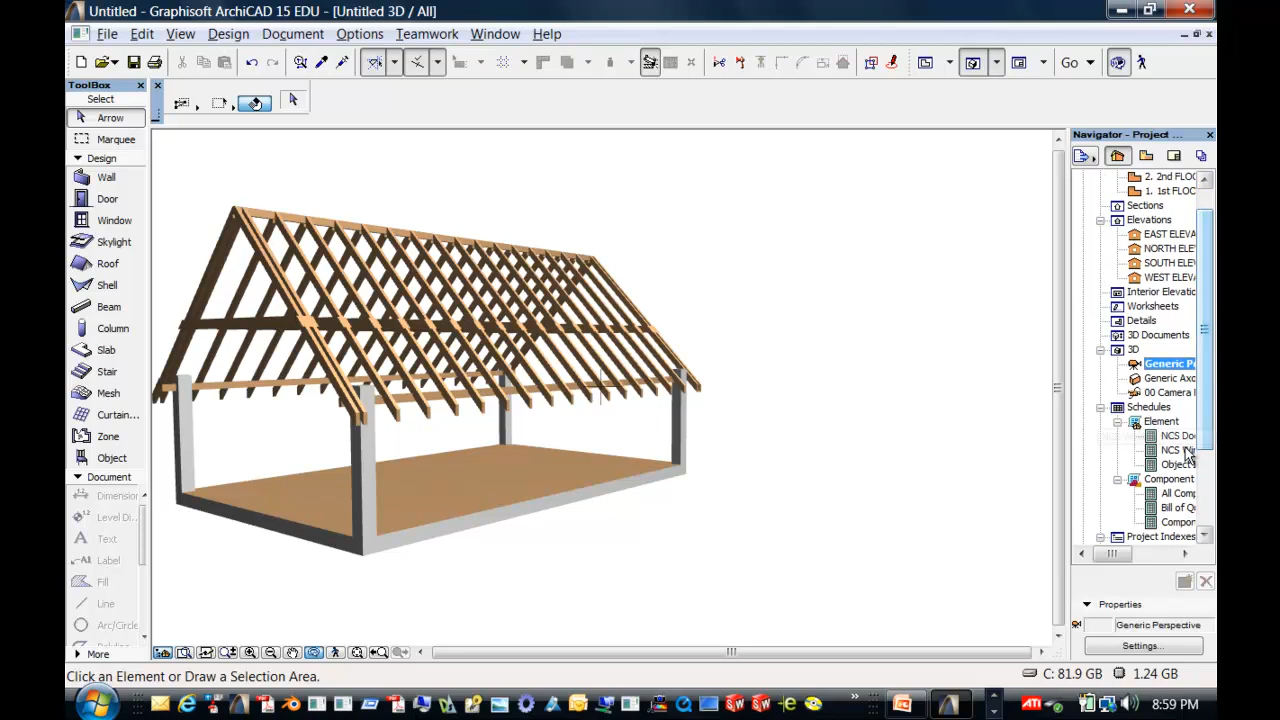 Untitled - Graphisoft ArchiCAD 15 EDU - [Untitled 3D / All]
File Edit View Design Document Options Teamwork Window Help
Go
ToolBox
Select
Arrow
Marquee
Design
Wall
Door
Window
Skylight
Roof
Shell
Beam
Column
Slab
Stair
Mesh
Curtain...
Zone
Object
Document
Dimension
Level Di
Text
Label
Fill
Line
Arc/Circle
More
Navigator - Project ...
2. 2nd FLOO
1. 1st FLOO
Sections
Elevations
EAST ELEVA
NORTH ELE
SOUTH ELE
WEST ELEV
Interior Elevatio
Worksheets
Details
3D Documents
3D
Generic Pe
Generic Axo
00 Camera
Schedules
Element
NCS Do
NCS
Object
Component
All Comp
Bill of Q
Compon
Project Indexes
Properties
Generic Perspective
Settings...
Click an Element or Draw a Selection Area.
C: 81.9 GB
1.24 GB
8:59 PM